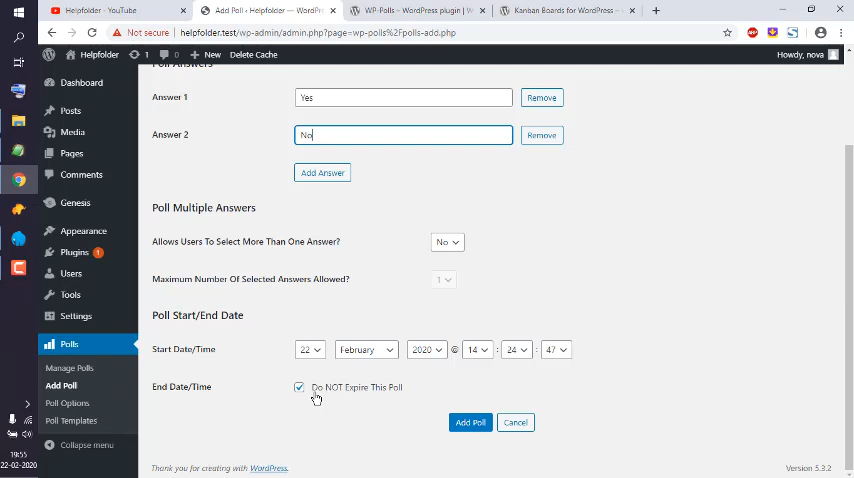 Helpfolder - YouTube
Add Poll ‹ Helpfolder — WordPre
WP-Polls – WordPress plugin | W
Kanban Boards for WordPress –
Not secure | helpfolder.test/wp-admin/admin.php?page=wp-polls%2Fpolls-add.php
Helpfolder 1 0 + New Delete Cache Howdy, nova
Poll Answers
Dashboard
Posts
Media
Pages
Comments
Genesis
Appearance
Plugins 1
Users
Tools
Settings
Polls
Manage Polls
Add Poll
Poll Options
Poll Templates
Collapse menu
Answer 1 Yes Remove
Answer 2 No Remove
Add Answer
Poll Multiple Answers
Allows Users To Select More Than One Answer? No
Maximum Number Of Selected Answers Allowed? 1
Poll Start/End Date
Start Date/Time 22 February 2020 @ 14 : 24 : 47
End Date/Time Do NOT Expire This Poll
Add Poll Cancel
Thank you for creating with WordPress. Version 5.3.2
19:55
22-02-2020